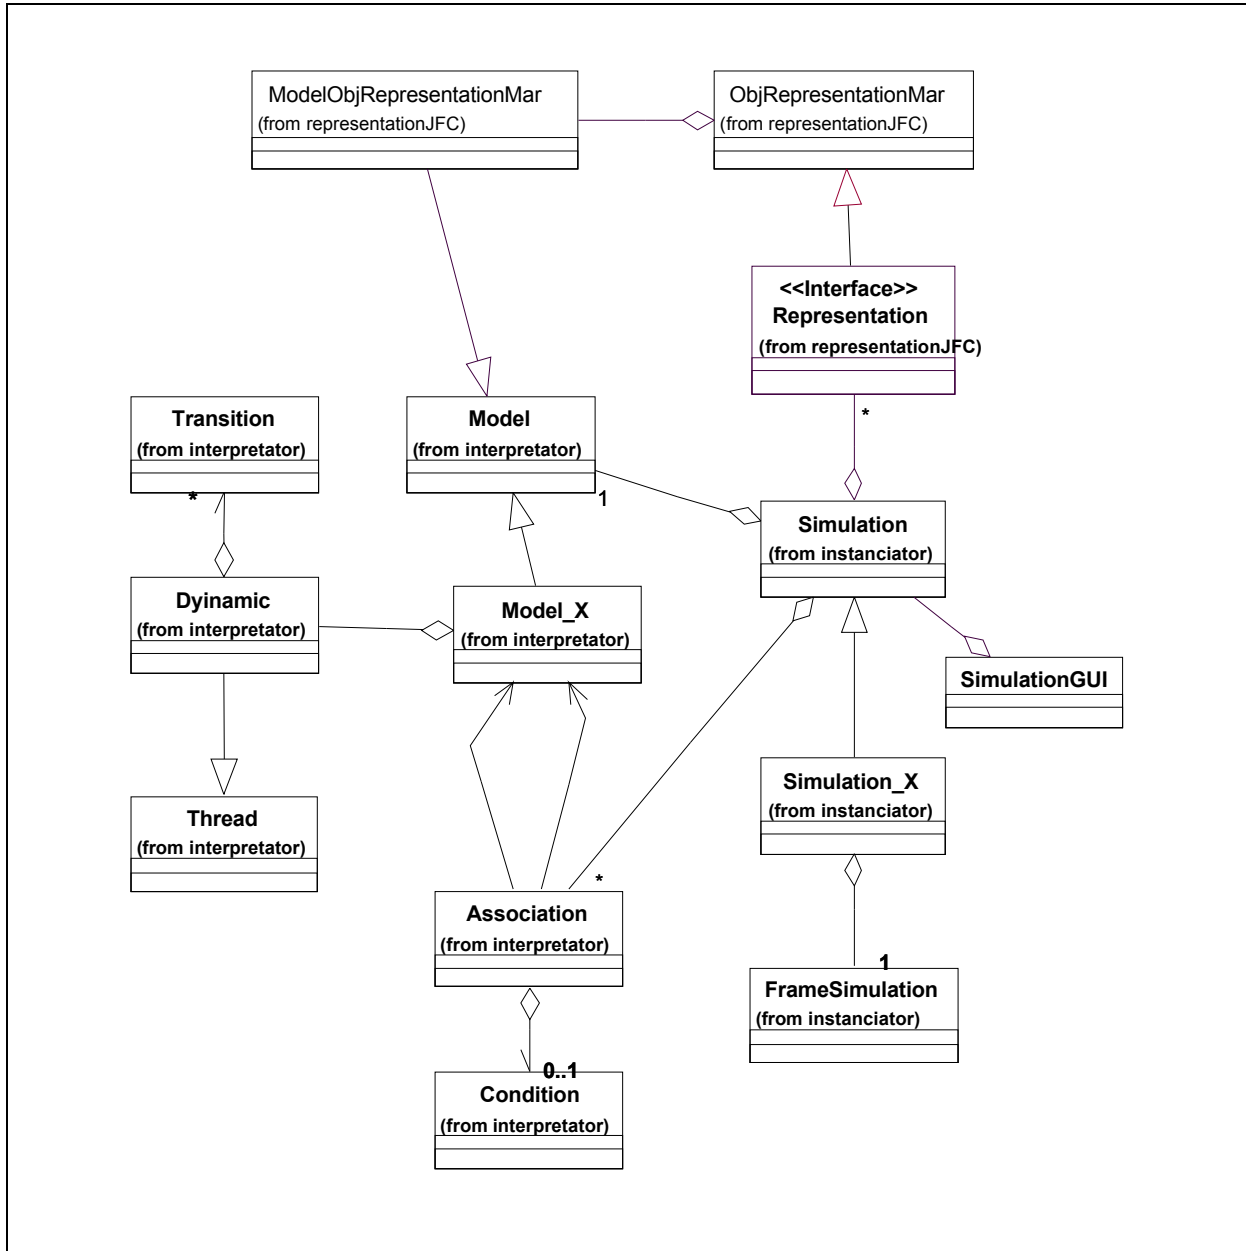 ModelObjRepresentationMar
(from representationJFC)
ObjRepresentationMar
(from representationJFC)
<<Interface>>
Representation
(from representationJFC)
*
Transition
(from interpretator)
*
Model
(from interpretator)
1
Simulation
(from instanciator)
Dyinamic
(from interpretator)
Model_X
(from interpretator)
SimulationGUI
Simulation_X
(from instanciator)
Thread
(from interpretator)
*
Association
(from interpretator)
1
FrameSimulation
(from instanciator)
0..1
Condition
(from interpretator)